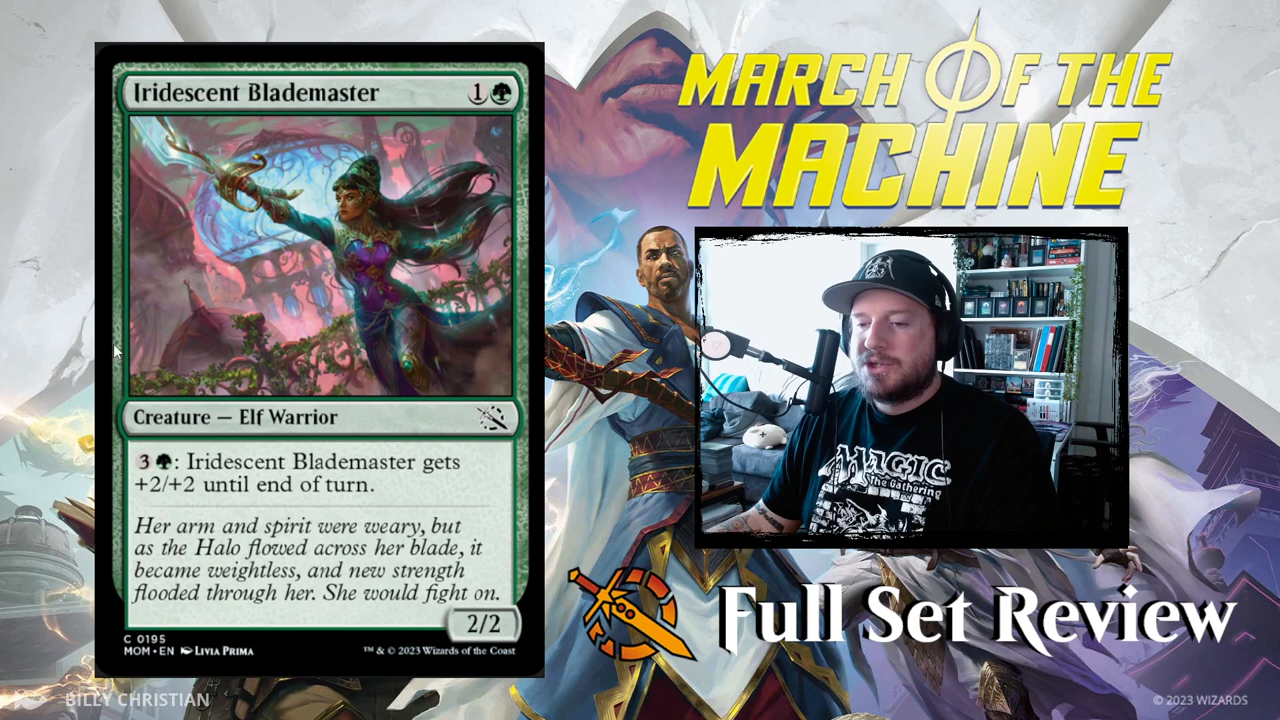 Iridescent Blademaster 1
Creature — Elf Warrior
3: Iridescent Blademaster gets
+2/+2 until end of turn.
Her arm and spirit were weary, but
as the Halo flowed across her blade, it
became weightless, and new strength
flooded through her. She would fight on.
2/2
C 0195
MOM • EN LIVIA PRIMA
™ & © 2023 Wizards of the Coast
MARCH OF THE
MACHINE
MAGIC
The Gathering
Full Set Review
BILLY CHRISTIAN
© 2023 WIZARDS